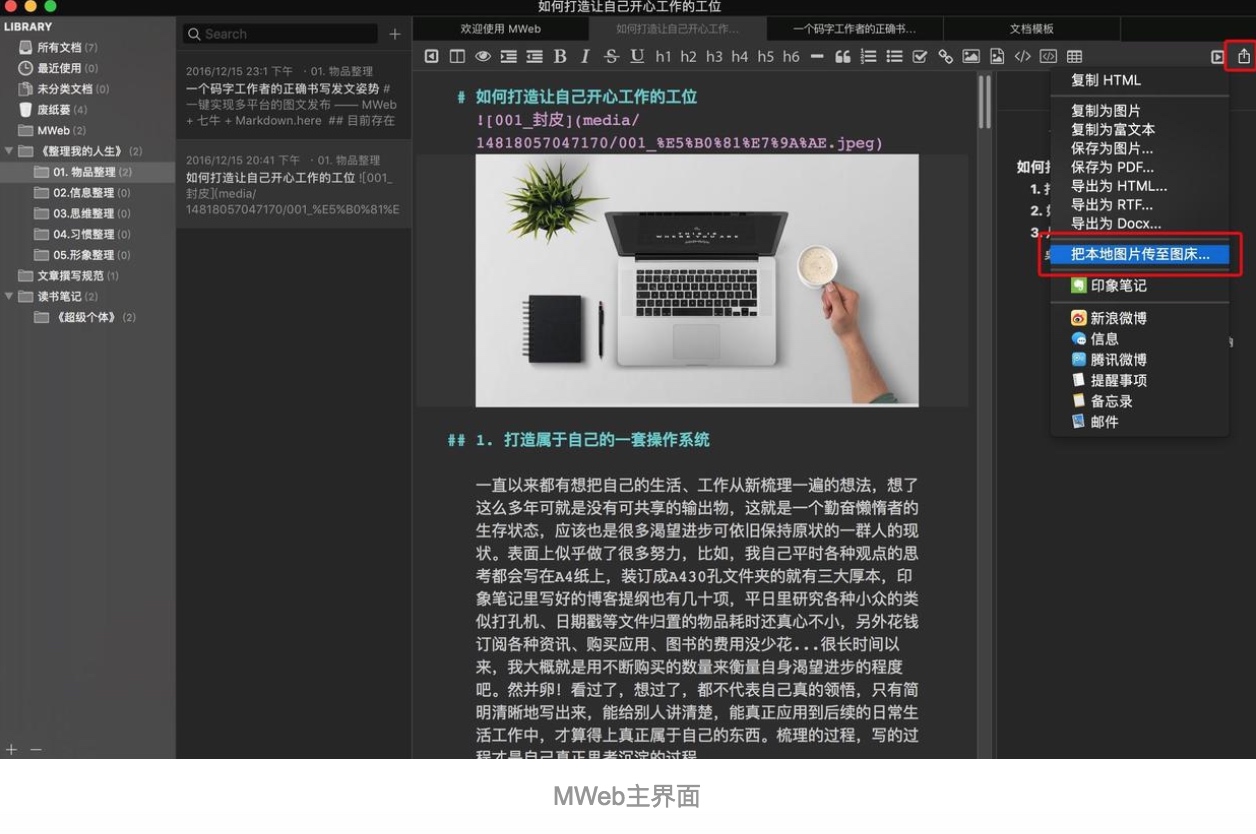 如何打造让自己开心工作的工位
LIBRARY
所有文档 (7)
最近使用 (0)
未分类文档 (0)
废纸篓 (4)
MWeb (2)
《整理我的人生》 (2)
01. 物品整理 (2)
02.信息整理 (0)
03.思维整理 (0)
04.习惯整理 (0)
05.形象整理 (0)
文章撰写规范 (1)
读书笔记 (2)
《超级个体》 (2)
Search
2016/12/15 23:1 下午 · 01. 物品整理
一个码字工作者的正确书写发文姿势 #
一键实现多平台的图文发布 —— MWeb
+ 七牛 + Markdown.here ## 目前存在
2016/12/15 20:41 下午 · 01. 物品整理
如何打造让自己开心工作的工位 ![001_
封皮](media/
14818057047170/001_%E5%B0%81%E
欢迎使用 MWeb
如何打造让自己开心工作...
一个码字工作者的正确书...
文档模板
B I S U h1 h2 h3 h4 h5 h6
# 如何打造让自己开心工作的工位
![001_封皮](media/
14818057047170/001_%E5%B0%81%E7%9A%AE.jpeg)
THIS IS
## 1. 打造属于自己的一套操作系统
一直以来都有想把自己的生活、工作从新梳理一遍的想法，想了
这么多年可就是没有可共享的输出物，这就是一个勤奋懒惰者的
生存状态，应该也是很多渴望进步可依旧保持原状的一群人的现
状。表面上似乎做了很多努力，比如，我自己平时各种观点的思
考都会写在A4纸上，装订成A430孔文件夹的就有三大厚本，印
象笔记里写好的博客提纲也有几十项，平日里研究各种小众的类
似打孔机、日期戳等文件归置的物品耗时还真心不小，另外花钱
订阅各种资讯、购买应用、图书的费用没少花...很长时间以
来，我大概就是用不断购买的数量来衡量自身渴望进步的程度
吧。然并卵！看过了，想过了，都不代表自己真的领悟，只有简
明清晰地写出来，能给别人讲清楚，能真正应用到后续的日常生
活工作中，才算得上真正属于自己的东西。梳理的过程，写的过
程才是自己真正思考沉淀的过程
如何
1.
2.
3.
复制 HTML
复制为图片
复制为富文本
保存为图片...
保存为 PDF...
导出为 HTML...
导出为 RTF...
导出为 Docx...
把本地图片传至图床...
印象笔记
新浪微博
信息
腾讯微博
提醒事项
备忘录
邮件
MWeb主界面